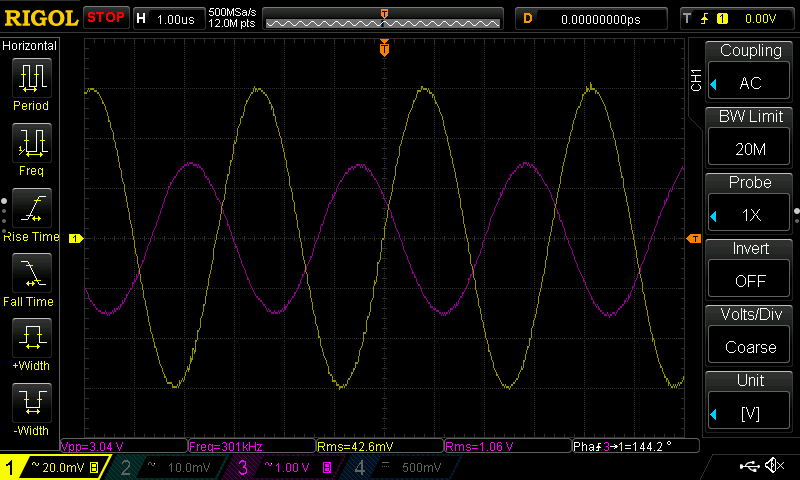 RIGOL STOP H 1.00us 500MSa/s 12.0M pts T D 0.00000000ps T 1 0.00V
Horizontal
Period
Freq
Rise Time
Fall Time
+Width
-Width
T
1
T
CH1
Coupling
AC
BW Limit
20M
Probe
1X
Invert
OFF
Volts/Div
Coarse
Unit
[V]
Vpp=3.04 V Freq=301kHz Rms=42.6mV Rms=1.06 V Phaƒ3→1=144.2 °
1 ~ 20.0mV B 2 ~ 10.0mV 3 ~ 1.00 V B 4 500mV